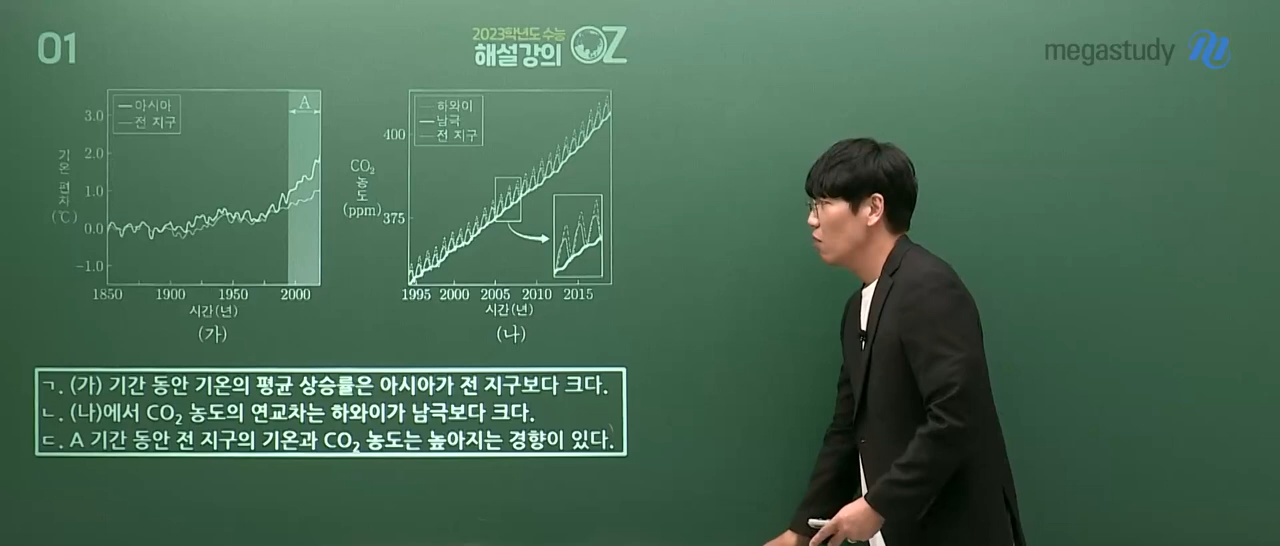 01
2023학년도 수능
해설강의 OZ
megastudy
아시아
전 지구
A
3.0
2.0
1.0
0.0
-1.0
기온 편차
(℃)
1850 1900 1950 2000
시간(년)
(가)
하와이
남극
전 지구
400
375
CO₂
농도
(ppm)
1995 2000 2005 2010 2015
시간(년)
(나)
ㄱ. (가) 기간 동안 기온의 평균 상승률은 아시아가 전 지구보다 크다.
ㄴ. (나)에서 CO₂ 농도의 연교차는 하와이가 남극보다 크다.
ㄷ. A 기간 동안 전 지구의 기온과 CO₂ 농도는 높아지는 경향이 있다.